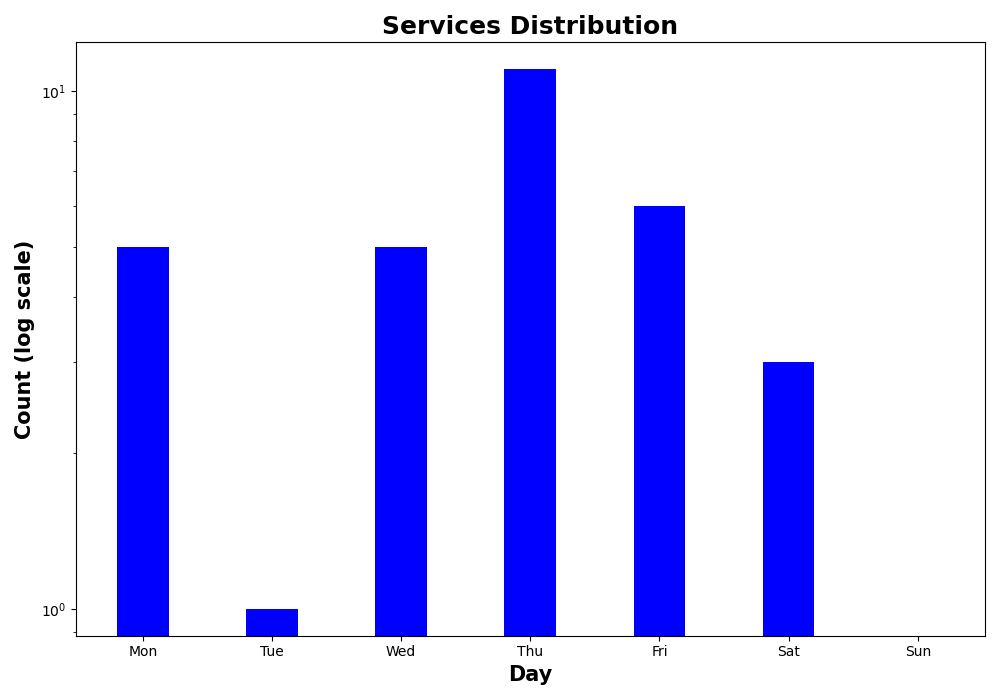 Services Distribution
Count (log scale)
10¹
10⁰
Mon Tue Wed Thu Fri Sat Sun
Day